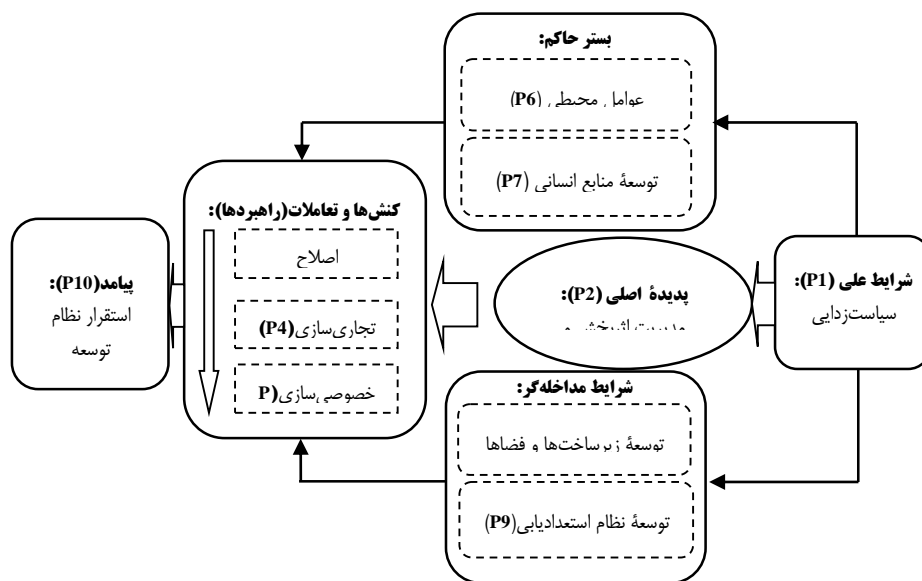 بستر حاکم:
عوامل محیطی (P6)
توسعهٔ منابع انسانی (P7)
شرایط علی (P1):
سیاست‌زدایی
پدیدهٔ اصلی (P2):
مدیریت اثربخش و
کنش‌ها و تعاملات(راهبردها):
اصلاح
تجاری‌سازی(P4)
خصوصی‌سازی(P
پیامد(P10):
استقرار نظام
توسعه
شرایط مداخله‌گر:
توسعهٔ زیرساخت‌ها و فضاها
توسعهٔ نظام استعدادیابی(P9)